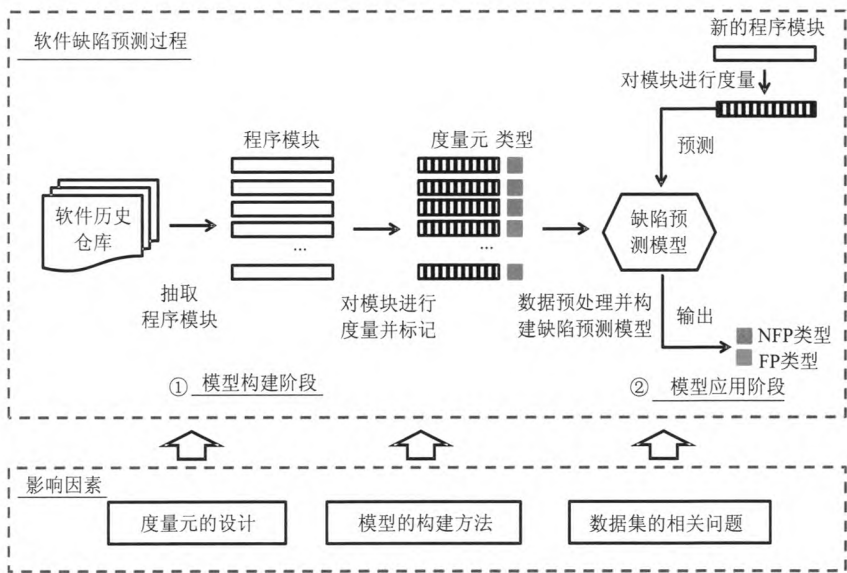 软件缺陷预测过程
新的程序模块
对模块进行度量
程序模块
度量元 类型
预测
软件历史
仓库
缺陷预
测模型
...
...
抽取
程序模块
对模块进行
度量并标记
数据预处理并构
建缺陷预测模型
输出
NFP类型
FP类型
① 模型构建阶段
② 模型应用阶段
影响因素
度量元的设计
模型的构建方法
数据集的相关问题